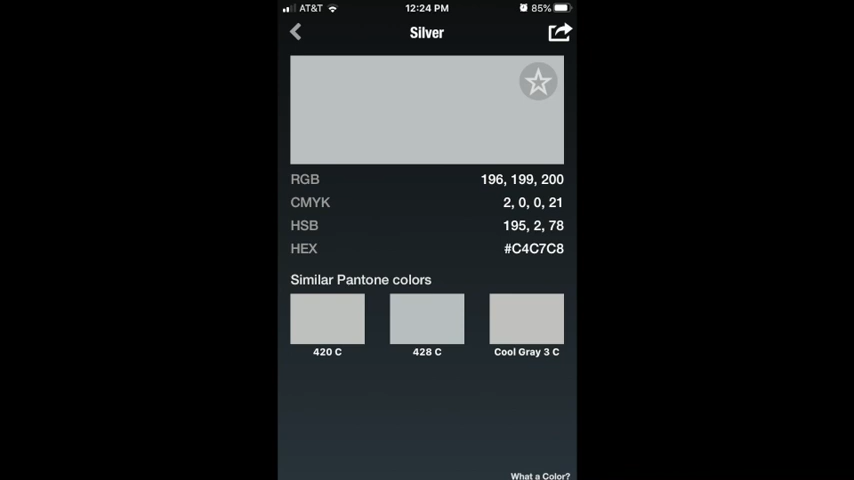 AT&T 12:24 PM 85%
Silver
RGB 196, 199, 200
CMYK 2, 0, 0, 21
HSB 195, 2, 78
HEX #C4C7C8
Similar Pantone colors
420 C 428 C Cool Gray 3 C
What a Color?